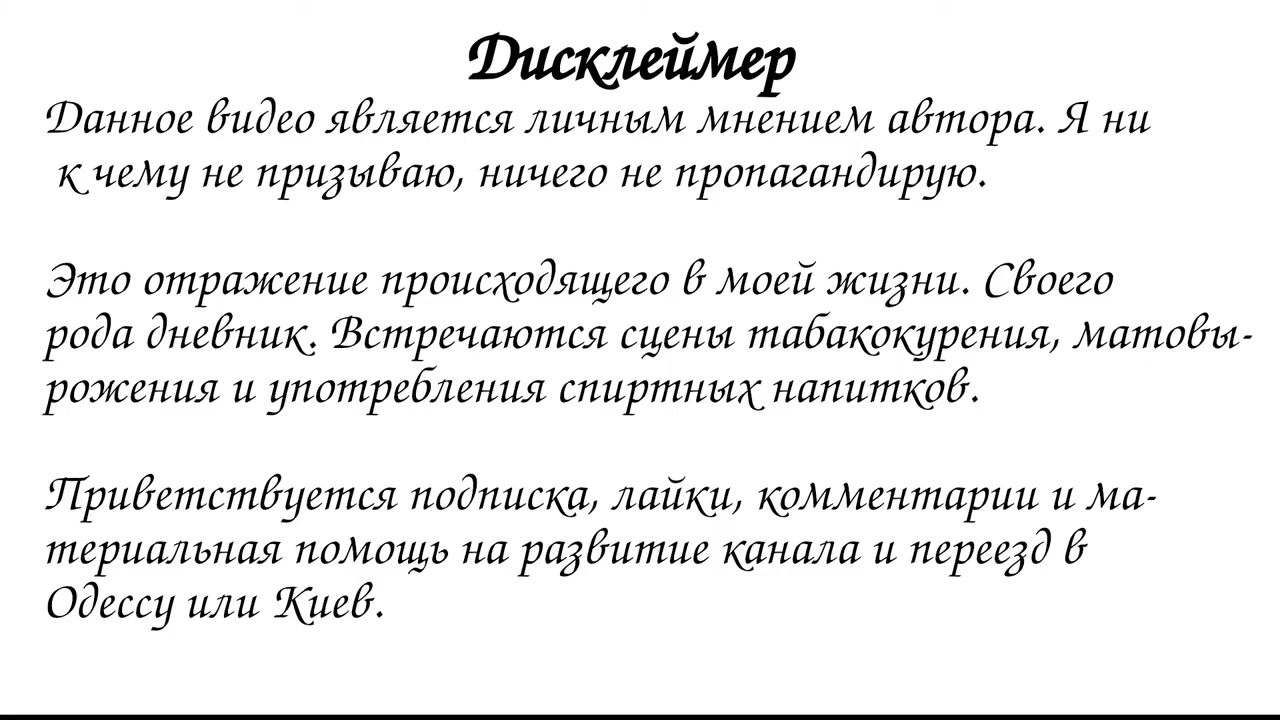 Дисклеймер
Данное видео является личным мнением автора. Я ни
к чему не призываю, ничего не пропагандирую.
Это отражение происходящего в моей жизни. Своего
рода дневник. Встречаются сцены табакокурения, матовы-
рожения и употребления спиртных напитков.
Приветствуется подписка, лайки, комментарии и ма-
териальная помощь на развитие канала и переезд в
Одессу или Киев.